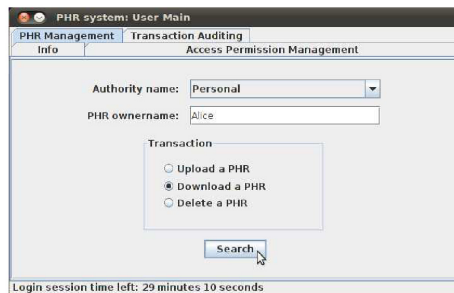 PHR system: User Main
PHR Management Transaction Auditing
Info Access Permission Management
Authority name: Personal
PHR ownername: Alice
Transaction
Upload a PHR
Download a PHR
Delete a PHR
Search
Login session time left: 29 minutes 10 seconds